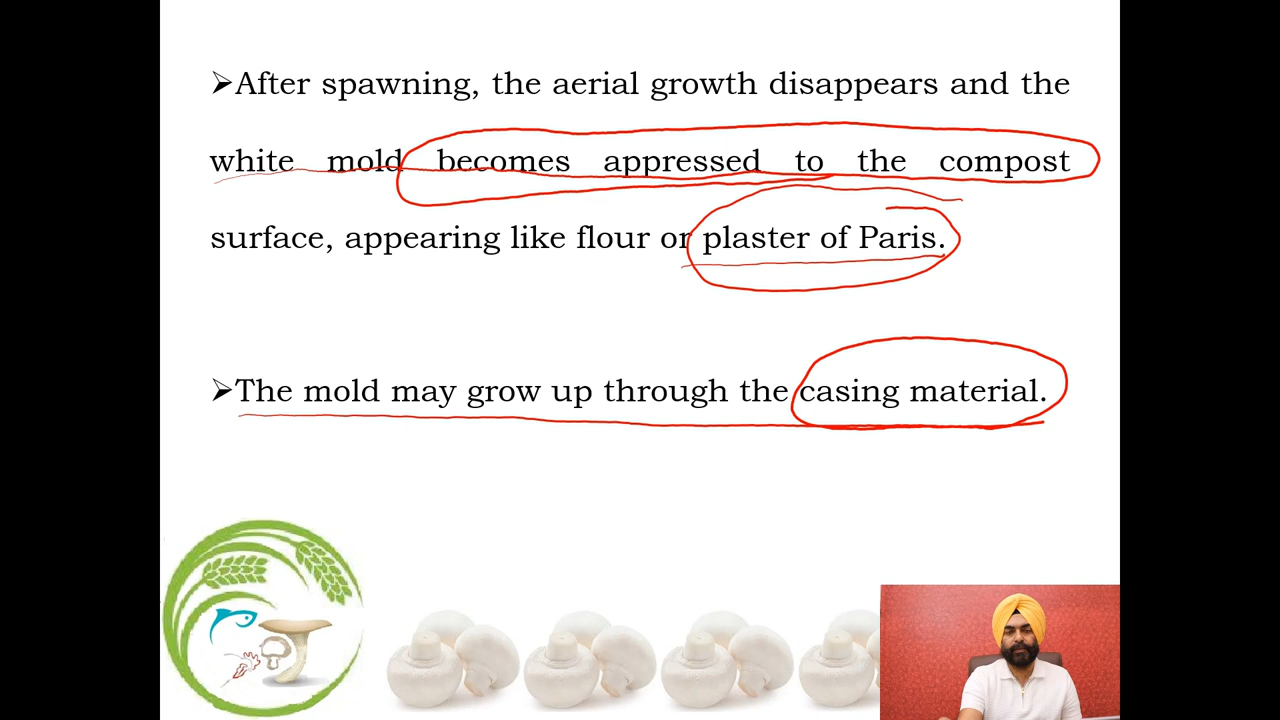 ➢After spawning, the aerial growth disappears and the
white mold becomes appressed to the compost
surface, appearing like flour or plaster of Paris.
➢The mold may grow up through the casing material.